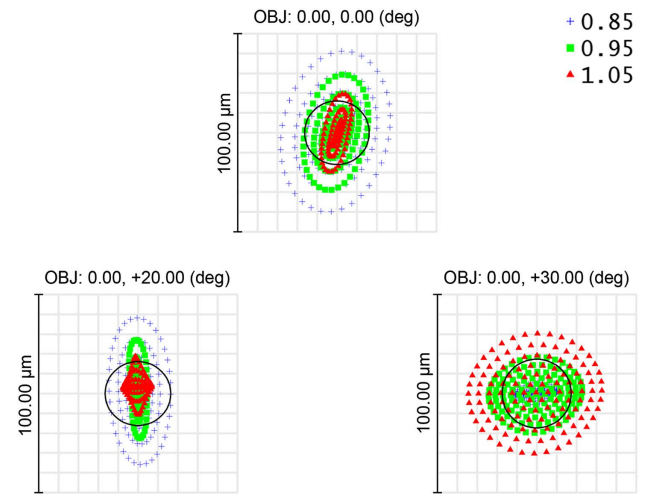 OBJ: 0.00, 0.00 (deg)
0.85
0.95
1.05
100.00 µm
OBJ: 0.00, +20.00 (deg)
OBJ: 0.00, +30.00 (deg)
100.00 µm
100.00 µm